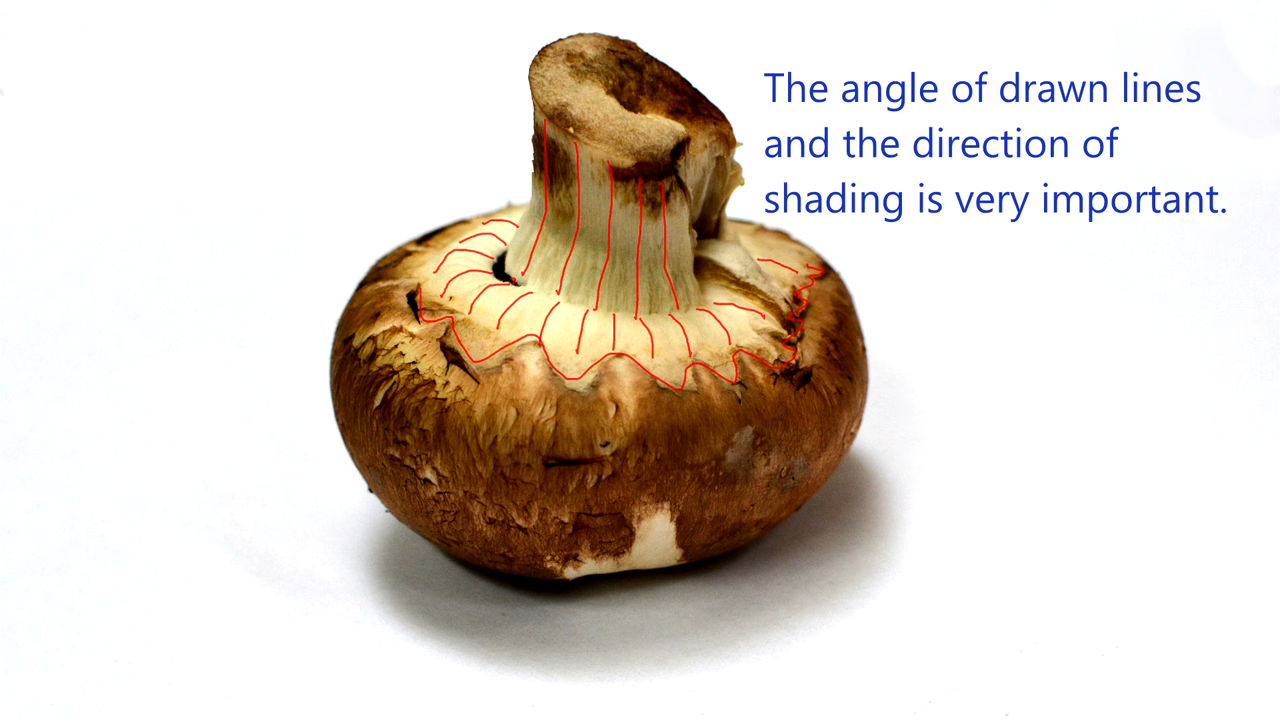 The angle of drawn lines
and the direction of
shading is very important.